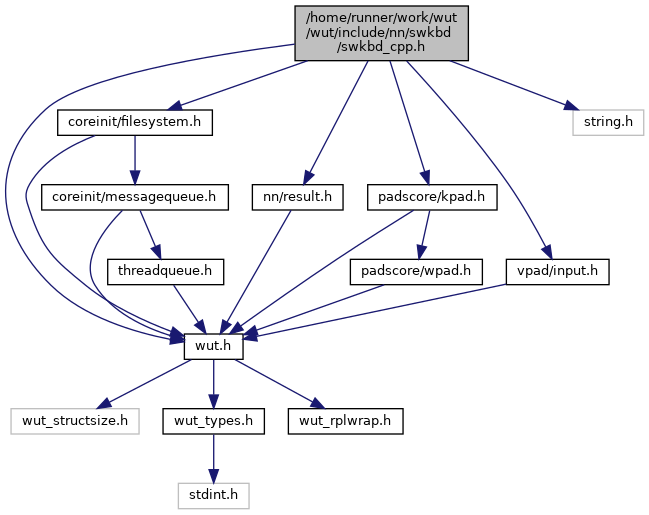 /home/runner/work/wut
/wut/include/nn/swkbd
/swkbd_cpp.h
coreinit/filesystem.h
string.h
coreinit/messagequeue.h
nn/result.h
padscore/kpad.h
threadqueue.h
padscore/wpad.h
vpad/input.h
wut.h
wut_structsize.h
wut_types.h
wut_rplwrap.h
stdint.h